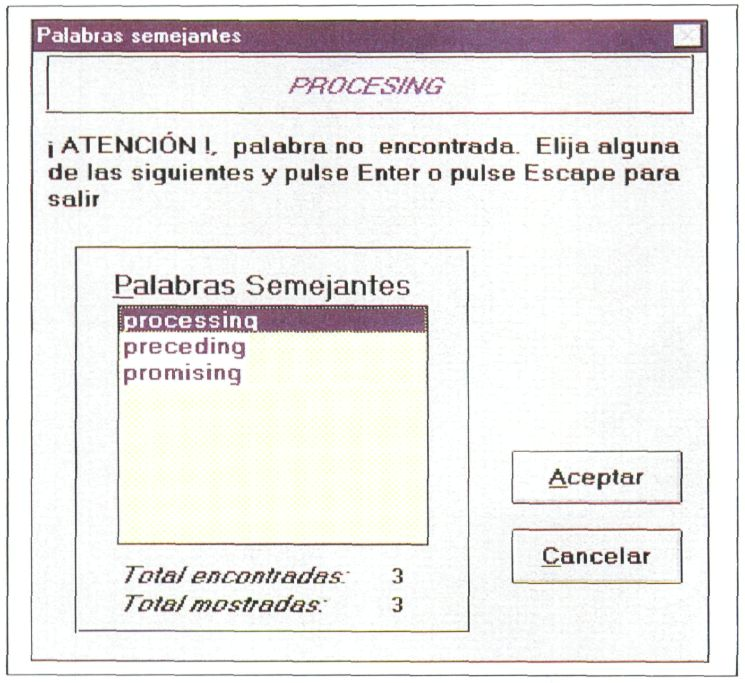 Palabras semejantes
PROCESING
¡ ATENCIÓN !, palabra no encontrada. Elija alguna
de las siguientes y pulse Enter o pulse Escape para
salir
Palabras Semejantes
processing
preceding
promising
Aceptar
Cancelar
Total encontradas: 3
Total mostradas: 3